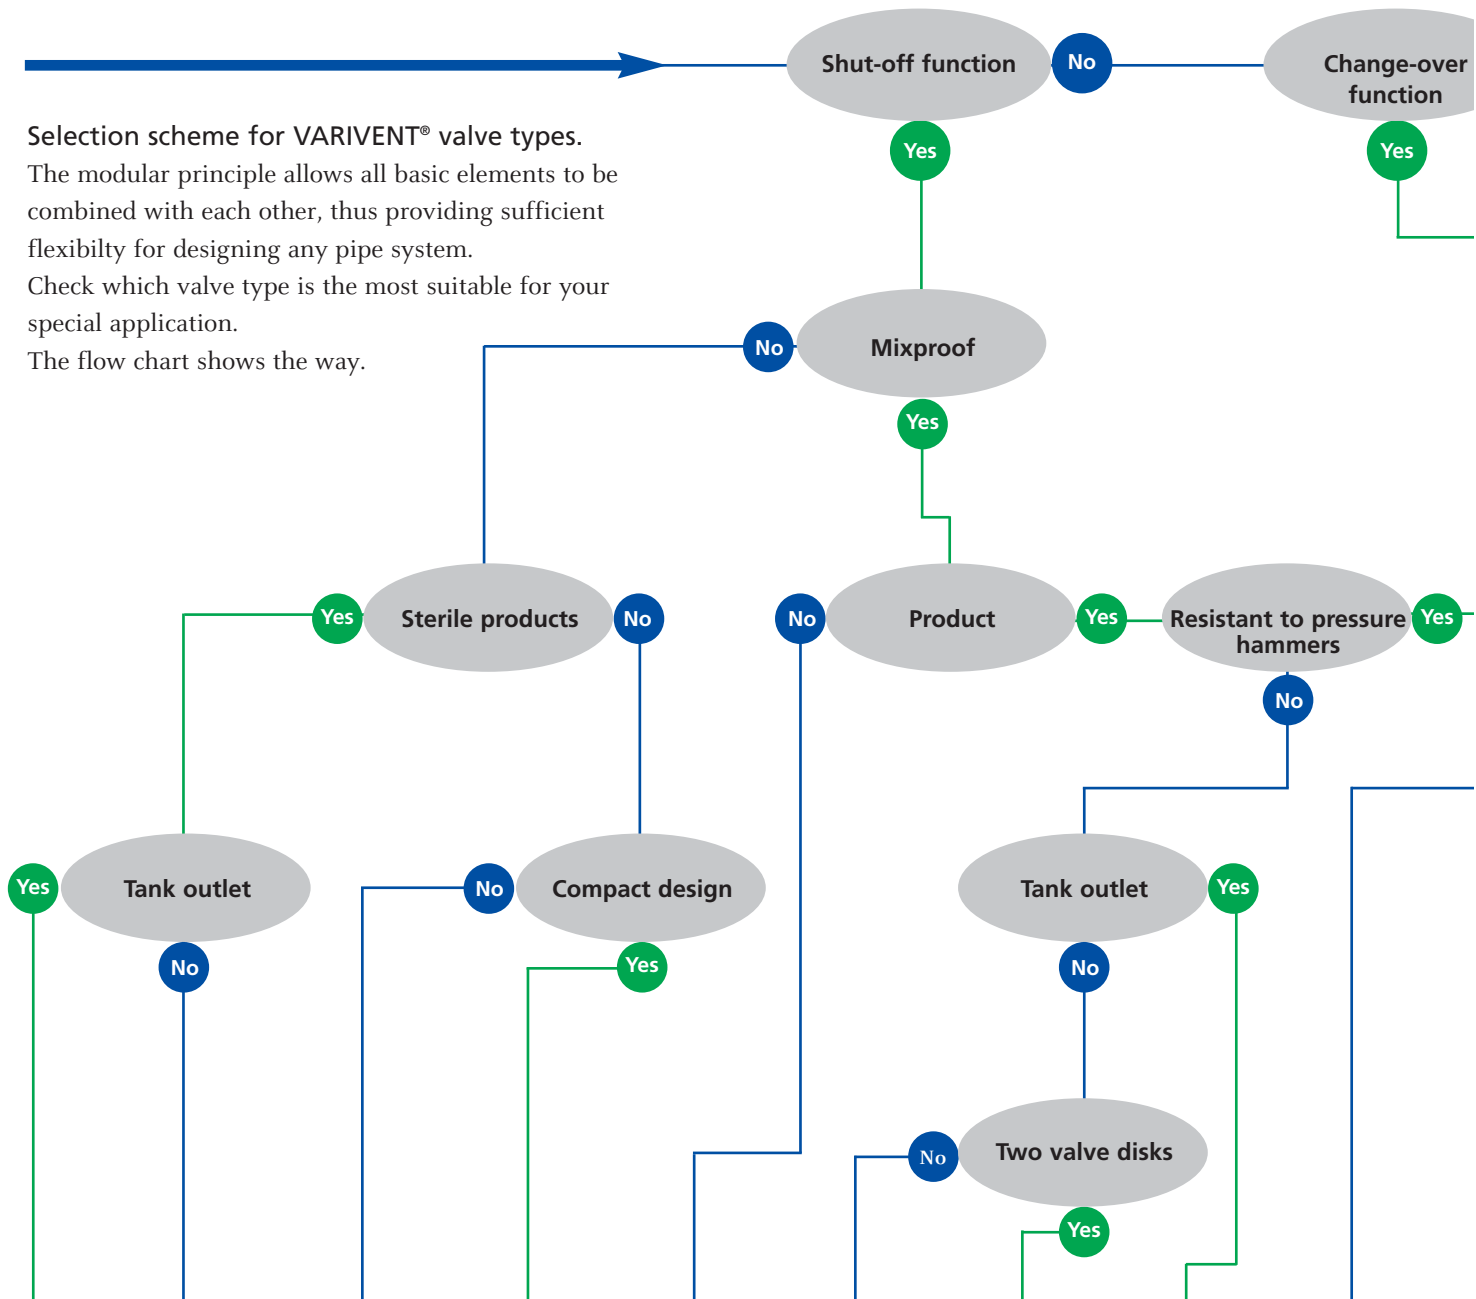 Shut-off function
No
Change-over
function
Yes
Yes
Selection scheme for VARIVENT® valve types.
The modular principle allows all basic elements to be
combined with each other, thus providing sufficient
flexibilty for designing any pipe system.
Check which valve type is the most suitable for your
special application.
The flow chart shows the way.
No
Mixproof
Yes
Yes
Sterile products
No
No
Product
Yes
Resistant to pressure
hammers
Yes
No
Yes
Tank outlet
No
No
Compact design
Yes
Tank outlet
Yes
No
No
Two valve disks
Yes